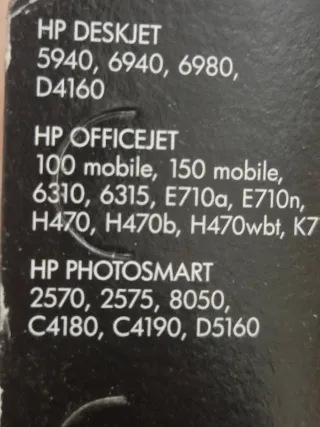 HP DESKJET
5940, 6940, 6980,
D4160
HP OFFICEJET
100 mobile, 150 mobile,
6310, 6315, E710a, E710n,
H470, H470b, H470wbt, K7
HP PHOTOSMART
2570, 2575, 8050,
C4180, C4190, D5160